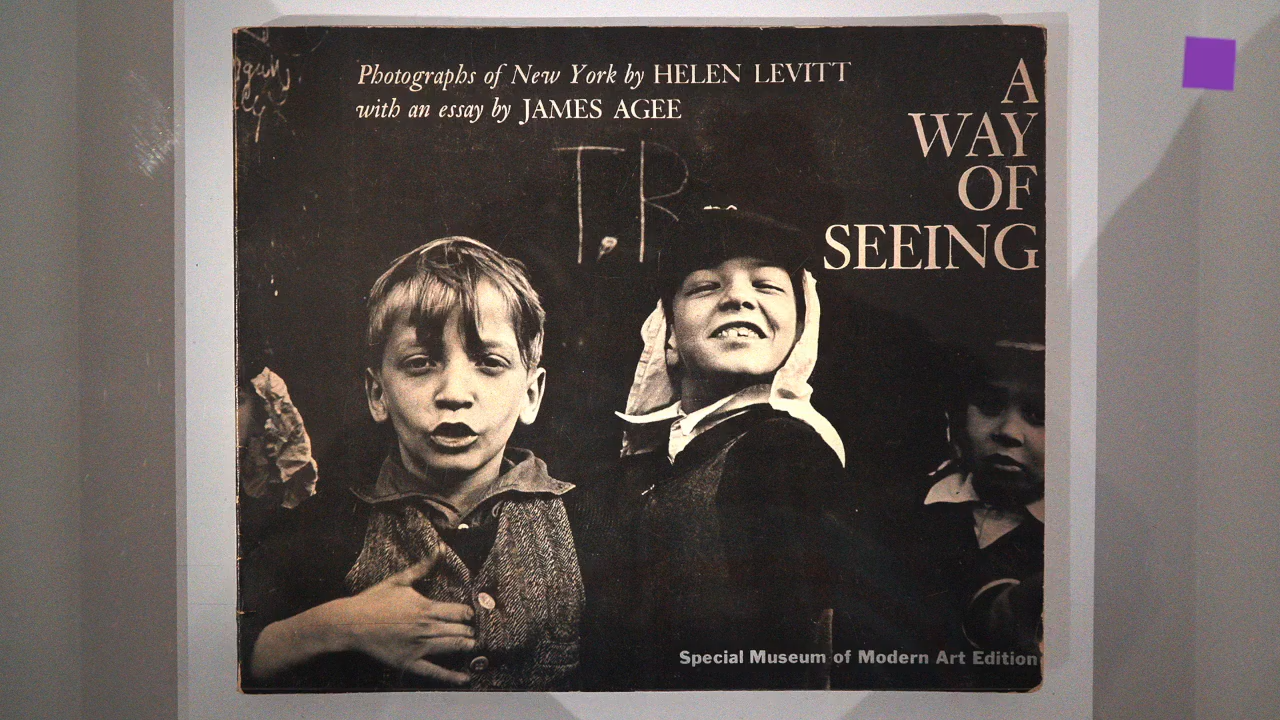 Photographs of New York by HELEN LEVITT
with an essay by JAMES AGEE
A
WAY
OF
SEEING
T.R
Special Museum of Modern Art Edition